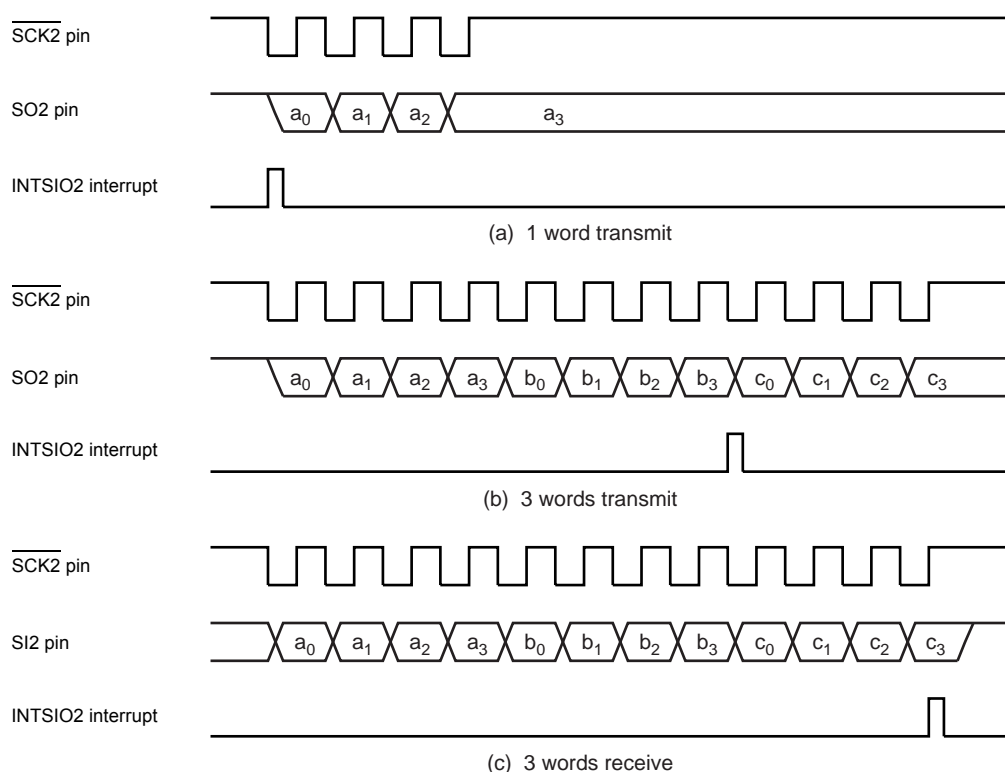 SCK2 pin
SO2 pin
a0 a1 a2 a3
INTSIO2 interrupt
(a) 1 word transmit
SCK2 pin
SO2 pin
a0 a1 a2 a3 b0 b1 b2 b3 c0 c1 c2 c3
INTSIO2 interrupt
(b) 3 words transmit
SCK2 pin
SI2 pin
a0 a1 a2 a3 b0 b1 b2 b3 c0 c1 c2 c3
INTSIO2 interrupt
(c) 3 words receive